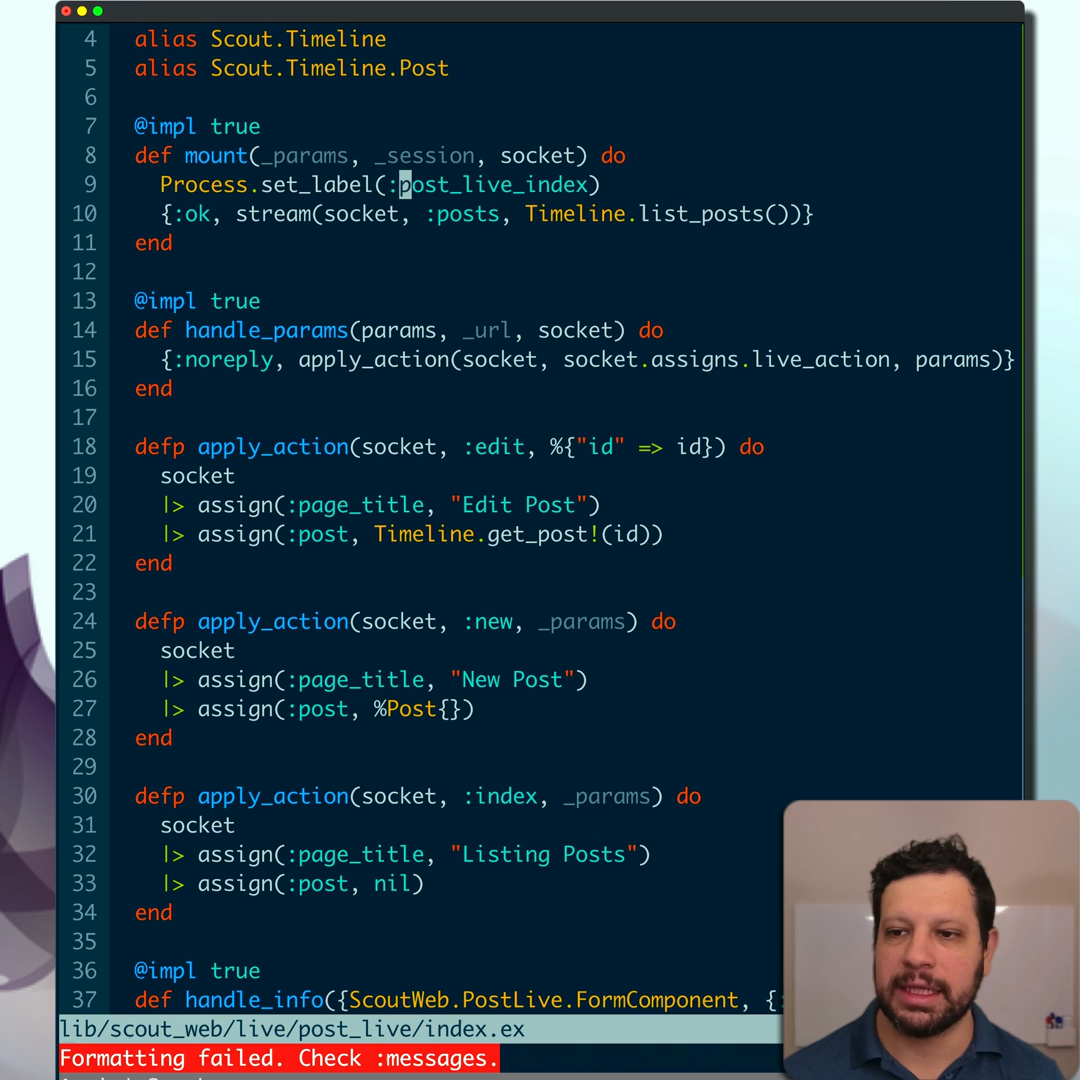 4 alias Scout.Timeline
5 alias Scout.Timeline.Post
6
7 @impl true
8 def mount(_params, _session, socket) do
9 Process.set_label(:post_live_index)
10 {:ok, stream(socket, :posts, Timeline.list_posts())}
11 end
12
13 @impl true
14 def handle_params(params, _url, socket) do
15 {:noreply, apply_action(socket, socket.assigns.live_action, params)}
16 end
17
18 defp apply_action(socket, :edit, %{"id" => id}) do
19 socket
20 |> assign(:page_title, "Edit Post")
21 |> assign(:post, Timeline.get_post!(id))
22 end
23
24 defp apply_action(socket, :new, _params) do
25 socket
26 |> assign(:page_title, "New Post")
27 |> assign(:post, %Post{})
28 end
29
30 defp apply_action(socket, :index, _params) do
31 socket
32 |> assign(:page_title, "Listing Posts")
33 |> assign(:post, nil)
34 end
35
36 @impl true
37 def handle_info({ScoutWeb.PostLive.FormComponent, {:
lib/scout_web/live/post_live/index.ex
Formatting failed. Check :messages.